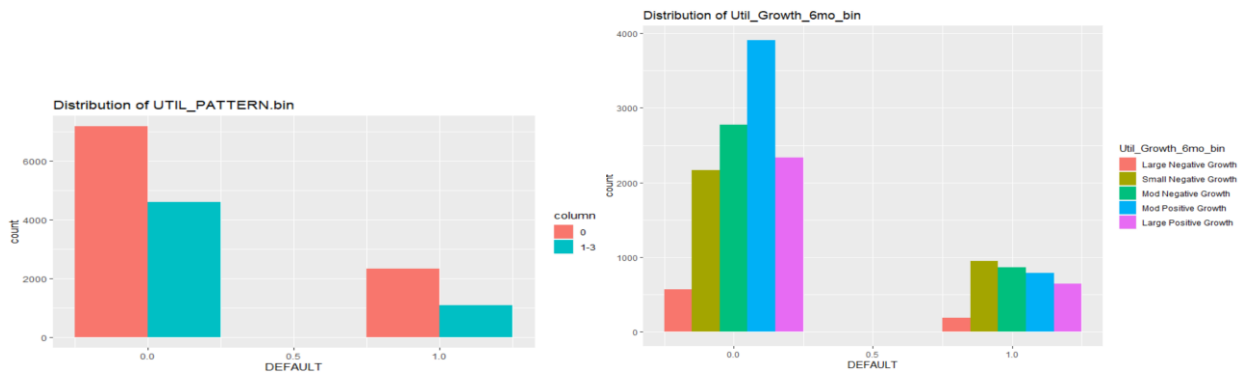 Distribution of UTIL_PATTERN.bin
count
6000
4000
2000
0
0.0
0.5
1.0
DEFAULT
column
0
1-3
Distribution of Util_Growth_6mo_bin
count
4000
3000
2000
1000
0
0.0
0.5
1.0
DEFAULT
Util_Growth_6mo_bin
Large Negative Growth
Small Negative Growth
Mod Negative Growth
Mod Positive Growth
Large Positive Growth